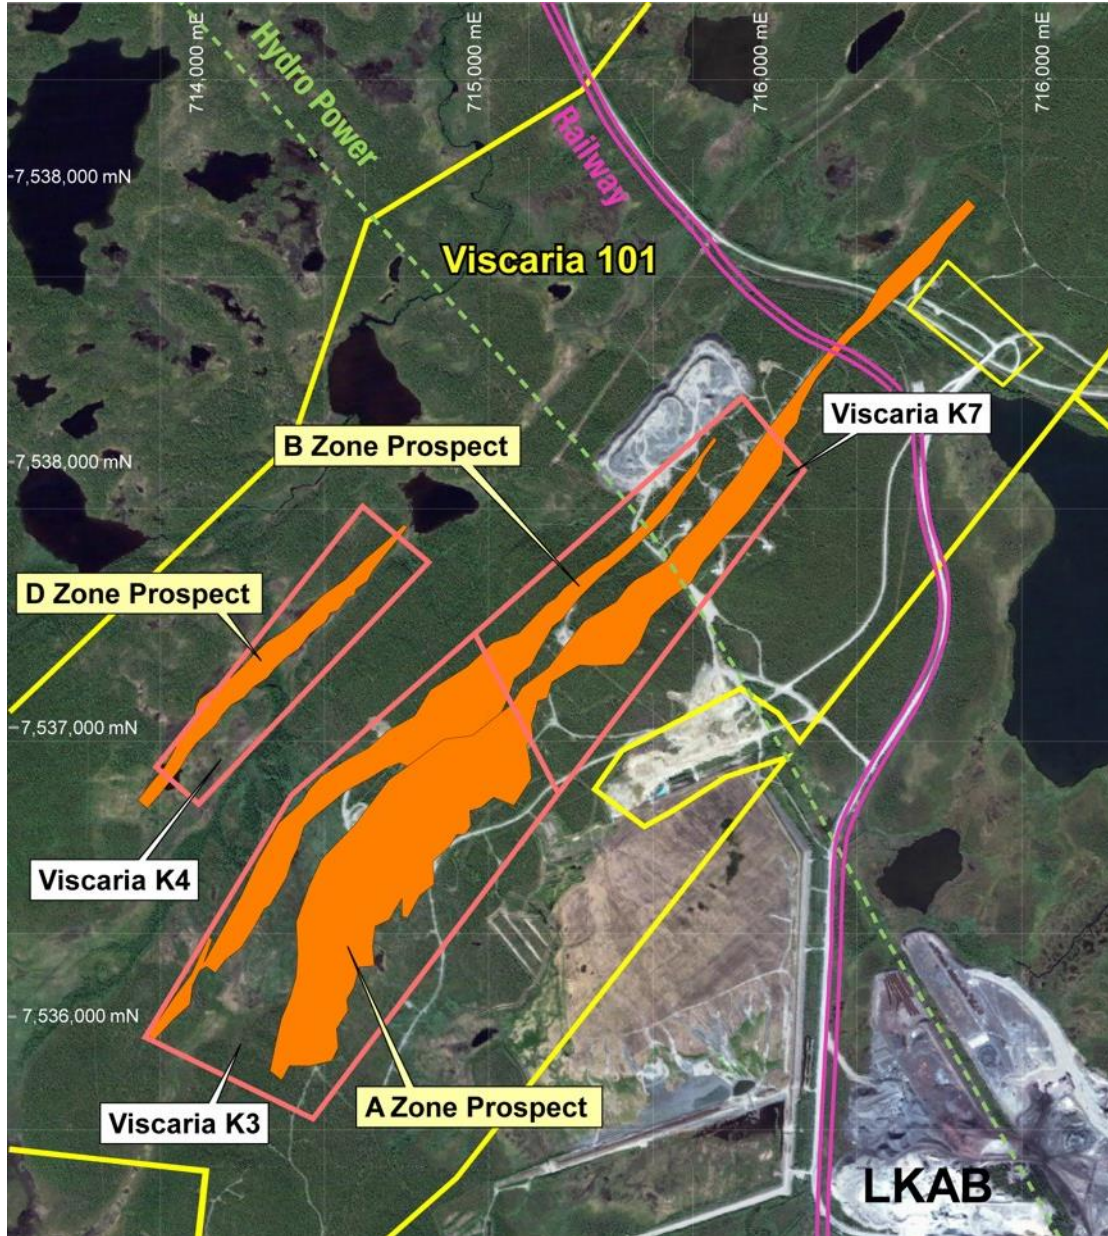 714,000 mE
715,000 mE
716,000 mE
716,000 mE
Hydro Power
Railway
7,538,000 mN
Viscaria 101
Viscaria K7
B Zone Prospect
7,538,000 mN
D Zone Prospect
7,537,000 mN
Viscaria K4
7,536,000 mN
A Zone Prospect
Viscaria K3
LKAB